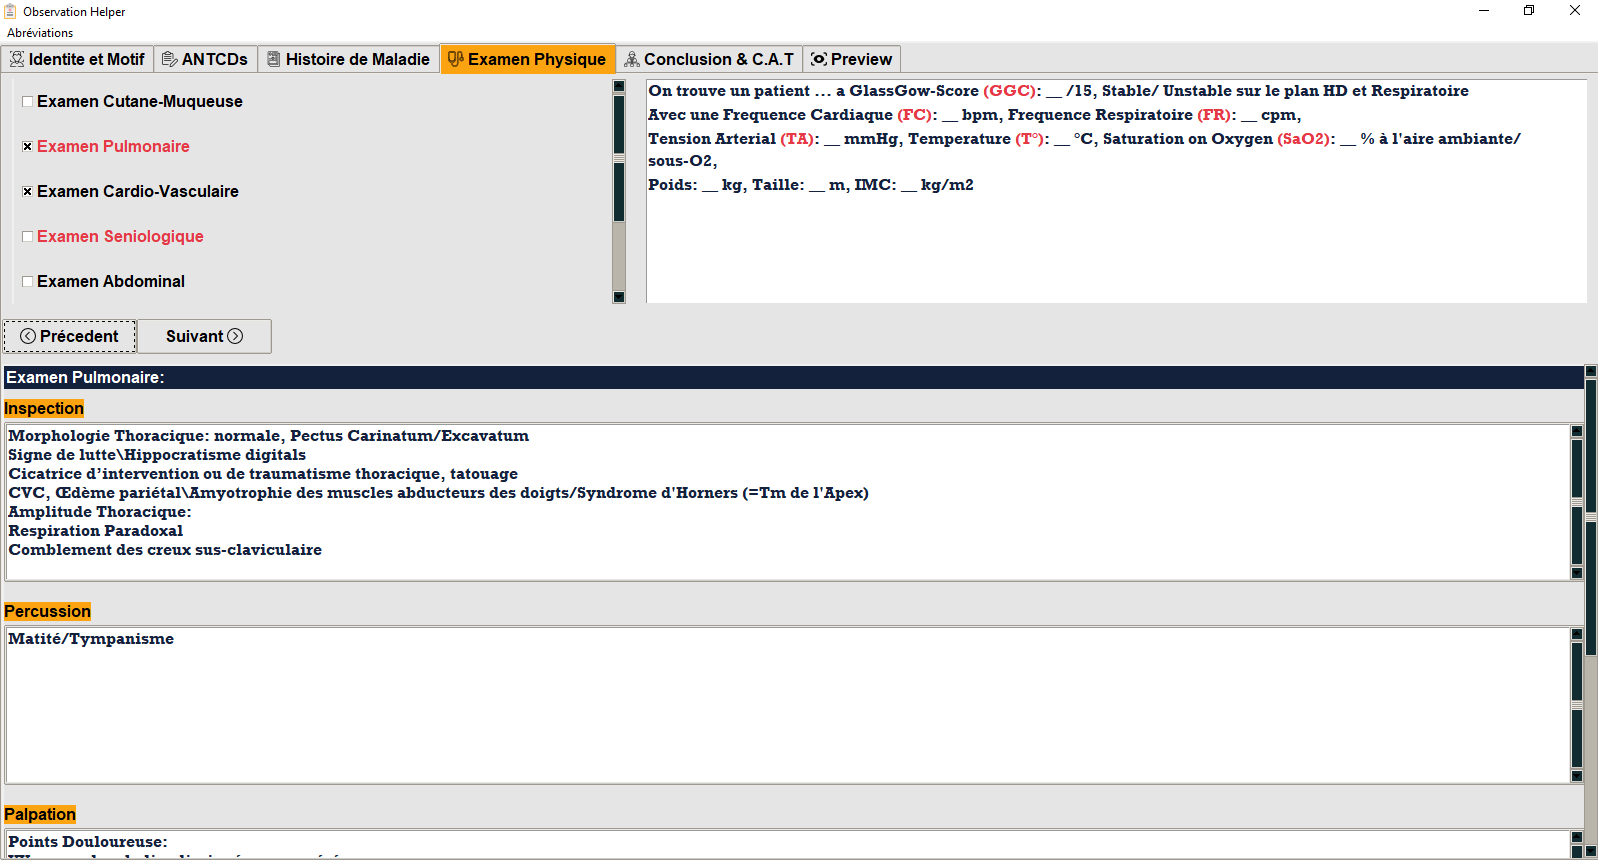 Observation Helper
Abréviations
Identite et Motif
ANTCDs
Histoire de Maladie
Examen Physique
Conclusion & C.A.T
Preview
Examen Cutane-Muqueuse
Examen Pulmonaire
Examen Cardio-Vasculaire
Examen Seniologique
Examen Abdominal
On trouve un patient ... a GlassGow-Score (GGC): __ /15, Stable/ Unstable sur le plan HD et Respiratoire
Avec une Frequence Cardiaque (FC): __ bpm, Frequence Respiratoire (FR): __ cpm,
Tension Arterial (TA): __ mmHg, Temperature (T°): __ °C, Saturation on Oxygen (SaO2): __ % à l'aire ambiante/
sous-O2,
Poids: __ kg, Taille: __ m, IMC: __ kg/m2
Précedent
Suivant
Examen Pulmonaire:
Inspection
Morphologie Thoracique: normale, Pectus Carinatum/Excavatum
Signe de lutte\Hippocratisme digitals
Cicatrice d’intervention ou de traumatisme thoracique, tatouage
CVC, Œdème pariétal\Amyotrophie des muscles abducteurs des doigts/Syndrome d'Horners (=Tm de l'Apex)
Amplitude Thoracique:
Respiration Paradoxal
Comblement des creux sus-claviculaire
Percussion
Matité/Tympanisme
Palpation
Points Douloureuse: